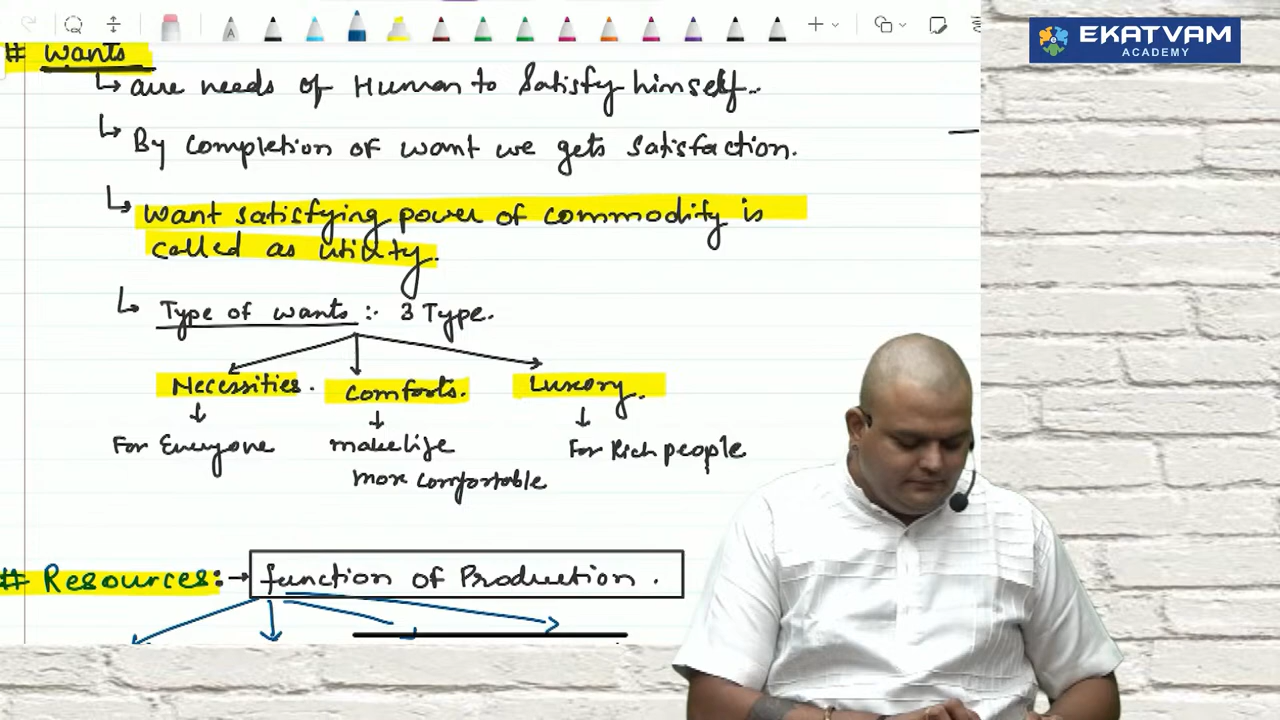 EKATVAM
ACADEMY
# Wants
↳ are needs of Human to Satisfy himself..
↳ By completion of want we gets satisfaction.
↳ Want satisfying power of commodity is
called as utility.
↳ Type of wants :- 3 Type.
Necessities. Comforts. Luxury.
For Everyone make life For Rich people
more comfortable
# Resources :→ function of Production.